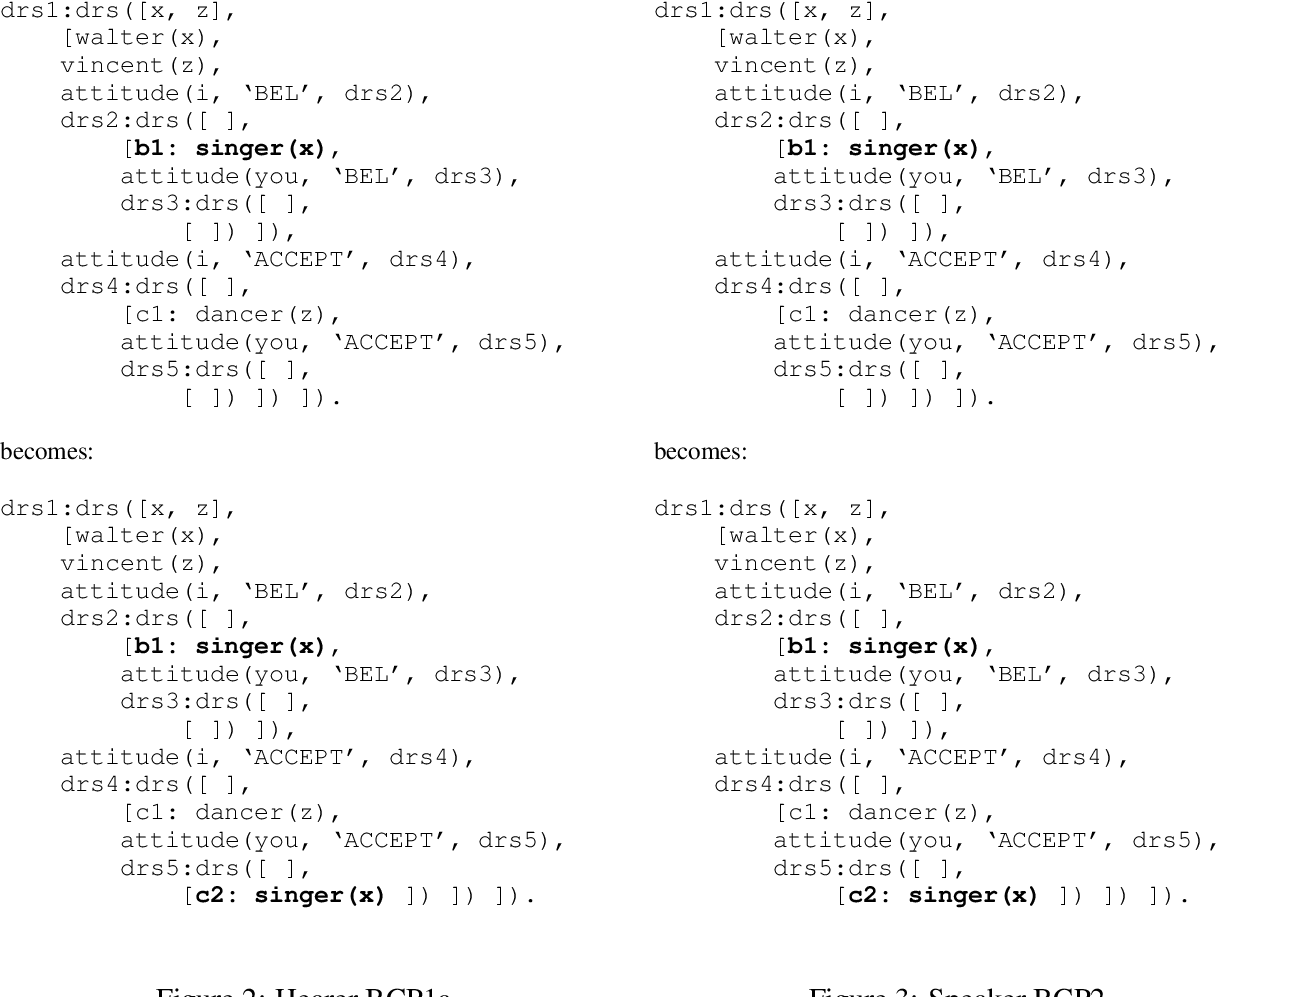 drs1:drs([x, z],
[walter(x),
vincent(z),
attitude(i, ‘BEL’, drs2),
drs2:drs([ ],
[b1: singer(x),
attitude(you, ‘BEL’, drs3),
drs3:drs([ ],
[ ]) ]),
attitude(i, ‘ACCEPT’, drs4),
drs4:drs([ ],
[c1: dancer(z),
attitude(you, ‘ACCEPT’, drs5),
drs5:drs([ ],
[ ]) ]) ]).
becomes:
drs1:drs([x, z],
[walter(x),
vincent(z),
attitude(i, ‘BEL’, drs2),
drs2:drs([ ],
[b1: singer(x),
attitude(you, ‘BEL’, drs3),
drs3:drs([ ],
[ ]) ]),
attitude(i, ‘ACCEPT’, drs4),
drs4:drs([ ],
[c1: dancer(z),
attitude(you, ‘ACCEPT’, drs5),
drs5:drs([ ],
[c2: singer(x) ]) ]) ]).
Figure 2: Hearer
drs1:drs([x, z],
[walter(x),
vincent(z),
attitude(i, ‘BEL’, drs2),
drs2:drs([ ],
[b1: singer(x),
attitude(you, ‘BEL’, drs3),
drs3:drs([ ],
[ ]) ]),
attitude(i, ‘ACCEPT’, drs4),
drs4:drs([ ],
[c1: dancer(z),
attitude(you, ‘ACCEPT’, drs5),
drs5:drs([ ],
[ ]) ]) ]).
becomes:
drs1:drs([x, z],
[walter(x),
vincent(z),
attitude(i, ‘BEL’, drs2),
drs2:drs([ ],
[b1: singer(x),
attitude(you, ‘BEL’, drs3),
drs3:drs([ ],
[ ]) ]),
attitude(i, ‘ACCEPT’, drs4),
drs4:drs([ ],
[c1: dancer(z),
attitude(you, ‘ACCEPT’, drs5),
drs5:drs([ ],
[c2: singer(x) ]) ]) ]).
Figure 3: Speaker